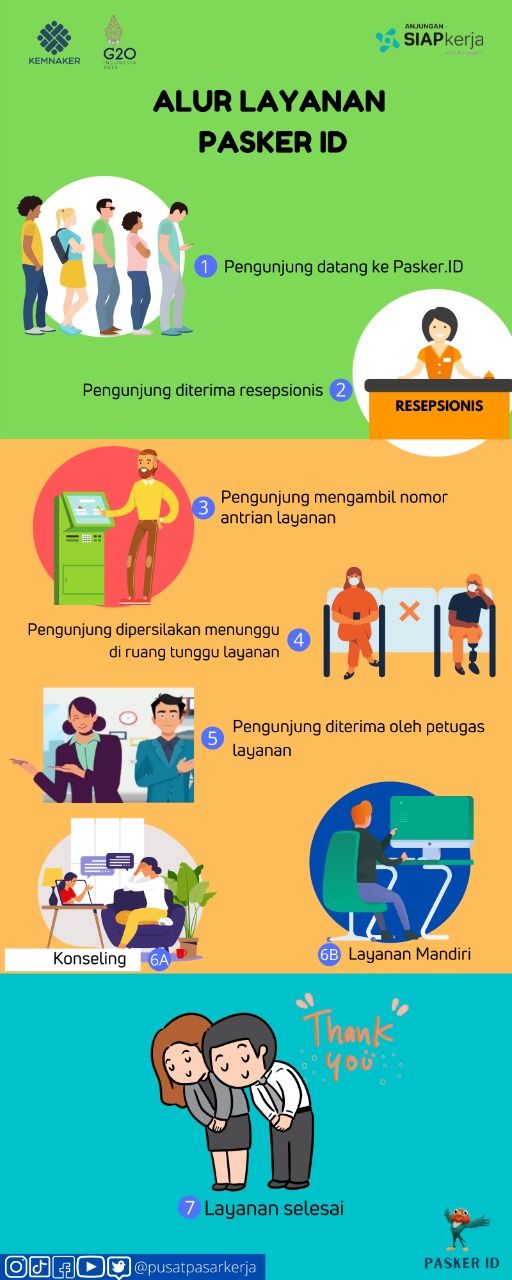 KEMNAKER
G20
INDONESIA
2022
ANJUNGAN
SIAPkerja
ALUR LAYANAN
PASKER ID
1 Pengunjung datang ke Pasker.ID
Pengunjung diterima resepsionis 2
RESEPSIONIS
3 Pengunjung mengambil nomor
antrian layanan
Pengunjung dipersilakan menunggu 4
di ruang tunggu layanan
5 Pengunjung diterima oleh petugas
layanan
Konseling 6A
6B Layanan Mandiri
Thank
you
7 Layanan selesai
PASKER ID
@pusatpasarkerja